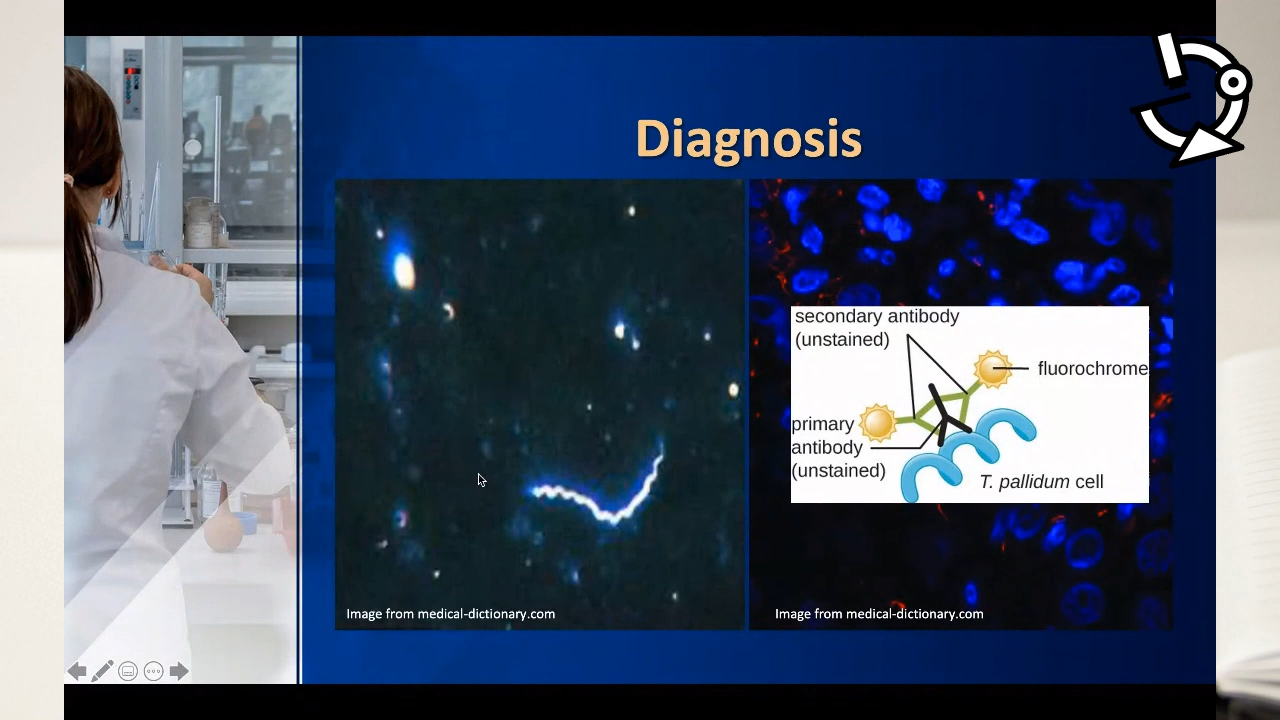 Diagnosis
secondary antibody
(unstained)
fluorochrome
primary
antibody
(unstained)
T. pallidum cell
Image from medical-dictionary.com
Image from medical-dictionary.com